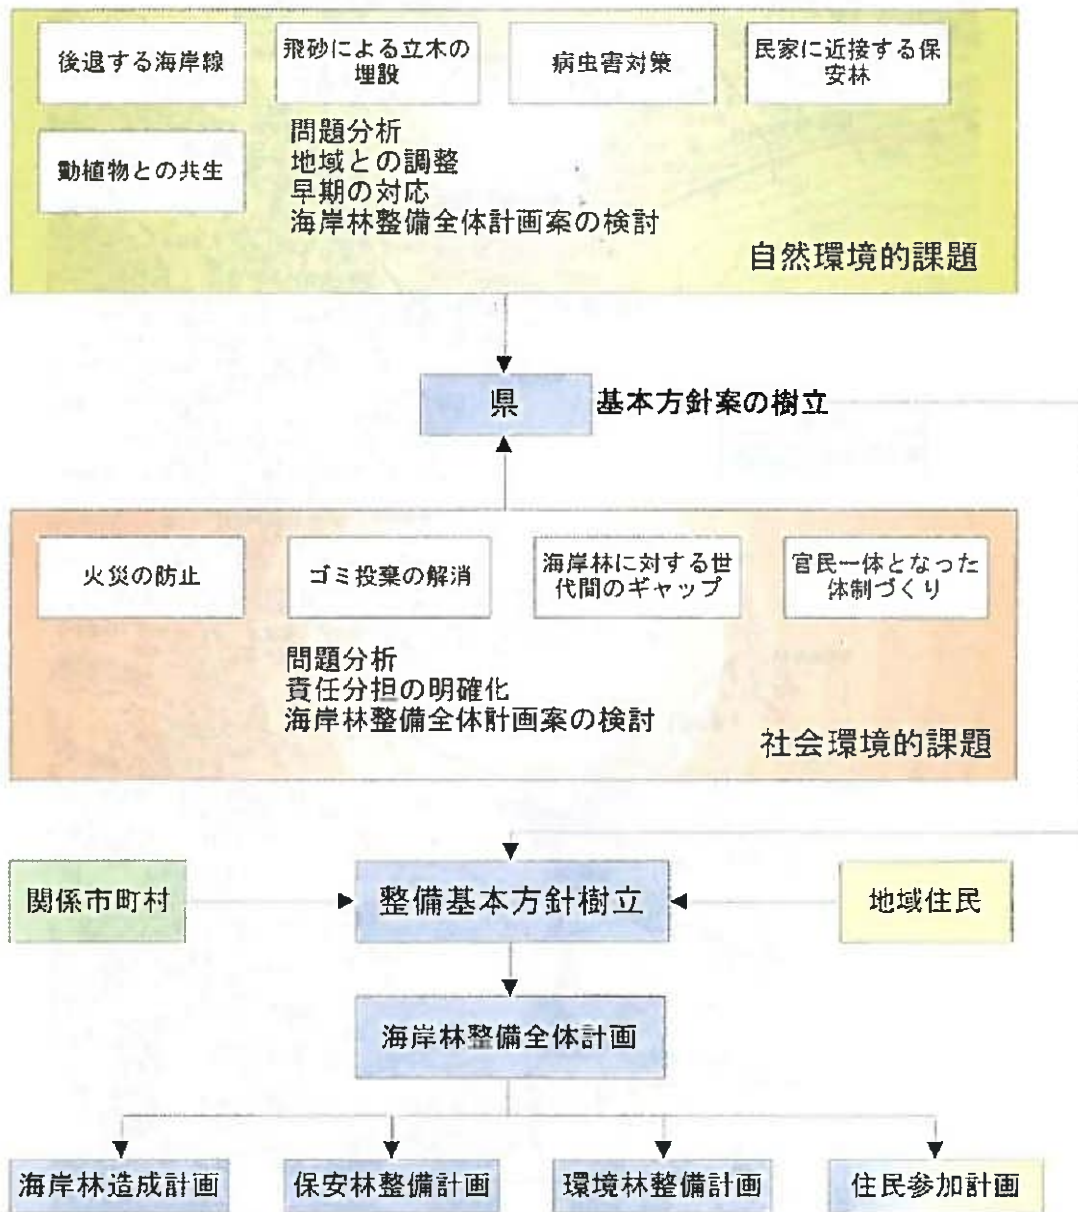 後退する海岸線
飛砂による立木の
埋設
病虫害対策
民家に近接する保
安林
動植物との共生
問題分析
地域との調整
早期の対応
海岸林整備全体計画案の検討
自然環境的課題
県
基本方針案の樹立
火災の防止
ゴミ投棄の解消
海岸林に対する世
代間のギャップ
官民一体となった
体制づくり
問題分析
責任分担の明確化
海岸林整備全体計画案の検討
社会環境的課題
関係市町村
整備基本方針樹立
地域住民
海岸林整備全体計画
海岸林造成計画
保安林整備計画
環境林整備計画
住民参加計画